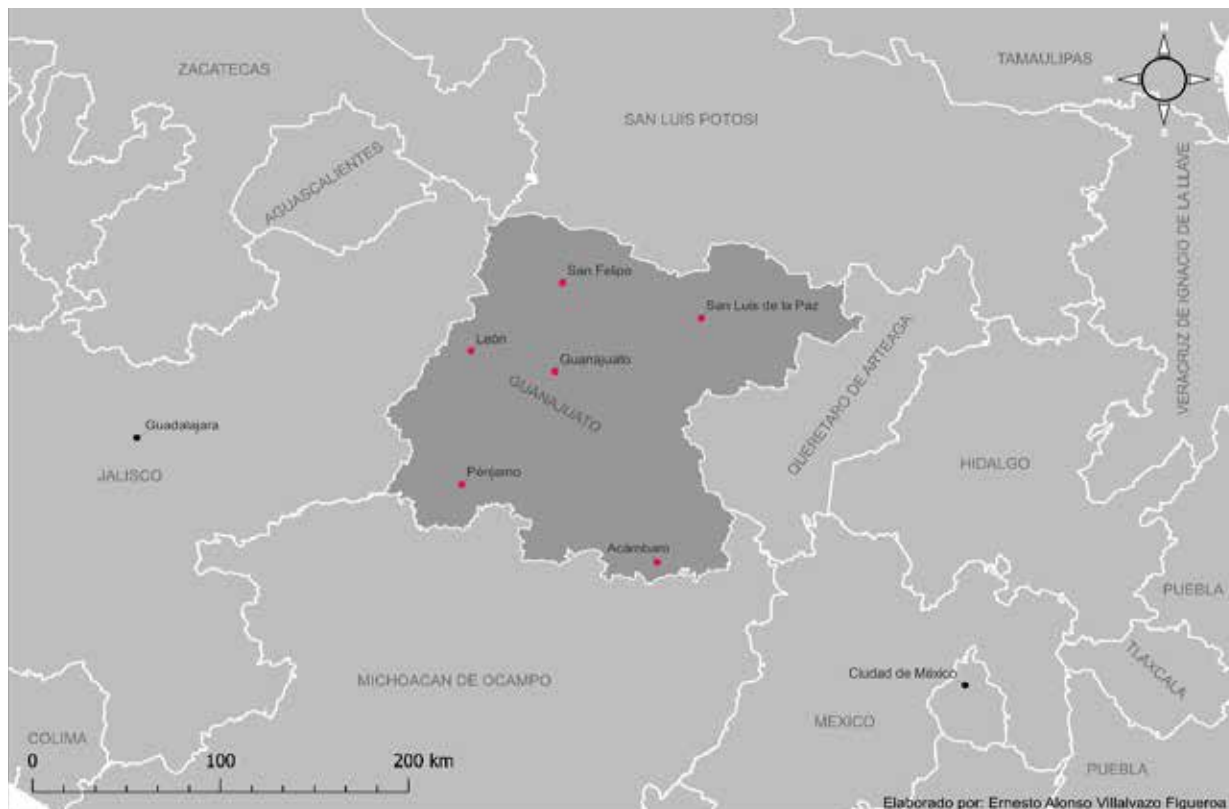 N
ZACATECAS
TAMAULIPAS
SAN LUIS POTOSI
S
AGUASCALIENTES
VERACRUZ DE IGNACIO DE LA LLAVE
San Felipe
San Luis de la Paz
León
Guanajuato
GUANAJUATO
QUERETARO DE ARTEAGA
Guadalajara
JALISCO
HIDALGO
Pénjamo
Acámbaro
PUEBLA
TLAXCALA
Ciudad de México
MICHOACAN DE OCAMPO
MEXICO
COLIMA
0 100 200 km
PUEBLA
Elaborado por: Ernesto Alonso Villalvazo Figueroa